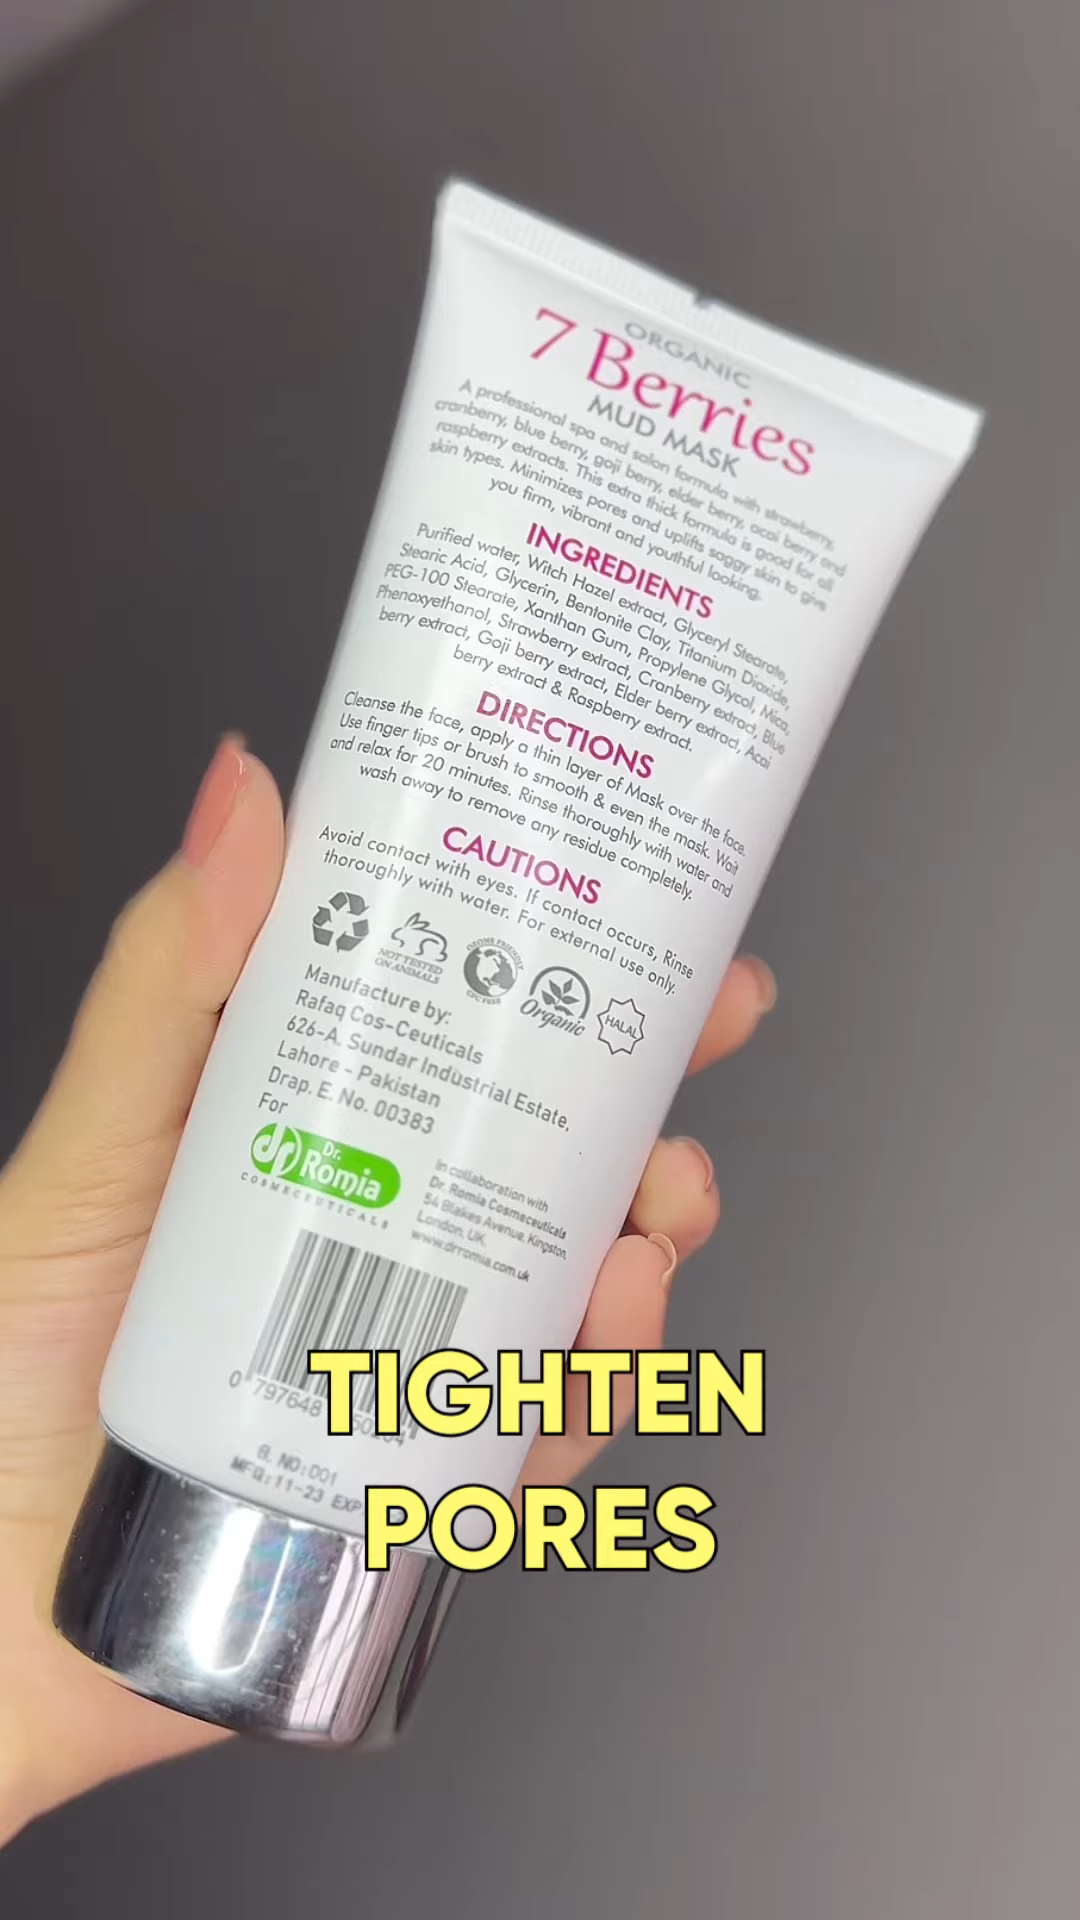 ORGANIC
7 Berries
MUD MASK
A professional spa and salon formula with strawberry,
cranberry, blue berry, goji berry, elder berry, acai berry and
raspberry extracts. This extra thick formula is good for all
skin types. Minimizes pores and uplifts saggy skin to give
you firm, vibrant and youthful looking.
INGREDIENTS
Purified water, Witch Hazel extract, Glyceryl Stearate,
Stearic Acid, Glycerin, Bentonite Clay, Titanium Dioxide,
PEG-100 Stearate, Xanthan Gum, Propylene Glycol, Mica,
Phenoxyethanol, Strawberry extract, Cranberry extract, Blue
berry extract, Goji berry extract, Elder berry extract, Acai
berry extract & Raspberry extract.
DIRECTIONS
Cleanse the face, apply a thin layer of Mask over the face.
Use finger tips or brush to smooth & even the mask. Wait
and relax for 20 minutes. Rinse thoroughly with water and
wash away to remove any residue completely.
CAUTIONS
Avoid contact with eyes. If contact occurs, Rinse
thoroughly with water. For external use only.
NOT TESTED
ON ANIMALS
OZONE FRIENDLY
CFC FREE
Organic
HALAL
Manufacture by:
Rafaq Cos-Ceuticals
626-A, Sundar Industrial Estate,
Lahore - Pakistan
Drap. E. No. 00383
For
dr
Dr.
Romia
COSMECEUTICALS
In collaboration with
Dr. Romia Cosmeceuticals
54 Blakes Avenue, Kingston,
London, UK.
www.drromia.com.uk
0 797648
B. NO:001
MFG:11-23 EXP
TIGHTEN
PORES